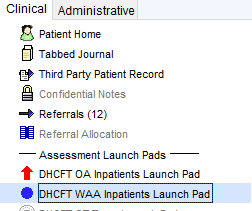 Clinical Administrative
Patient Home
Tabbed Journal
Third Party Patient Record
Confidential Notes
Referrals (12)
Referral Allocation
Assessment Launch Pads
DHCFT OA Inpatients Launch Pad
DHCFT WAA Inpatients Launch Pad